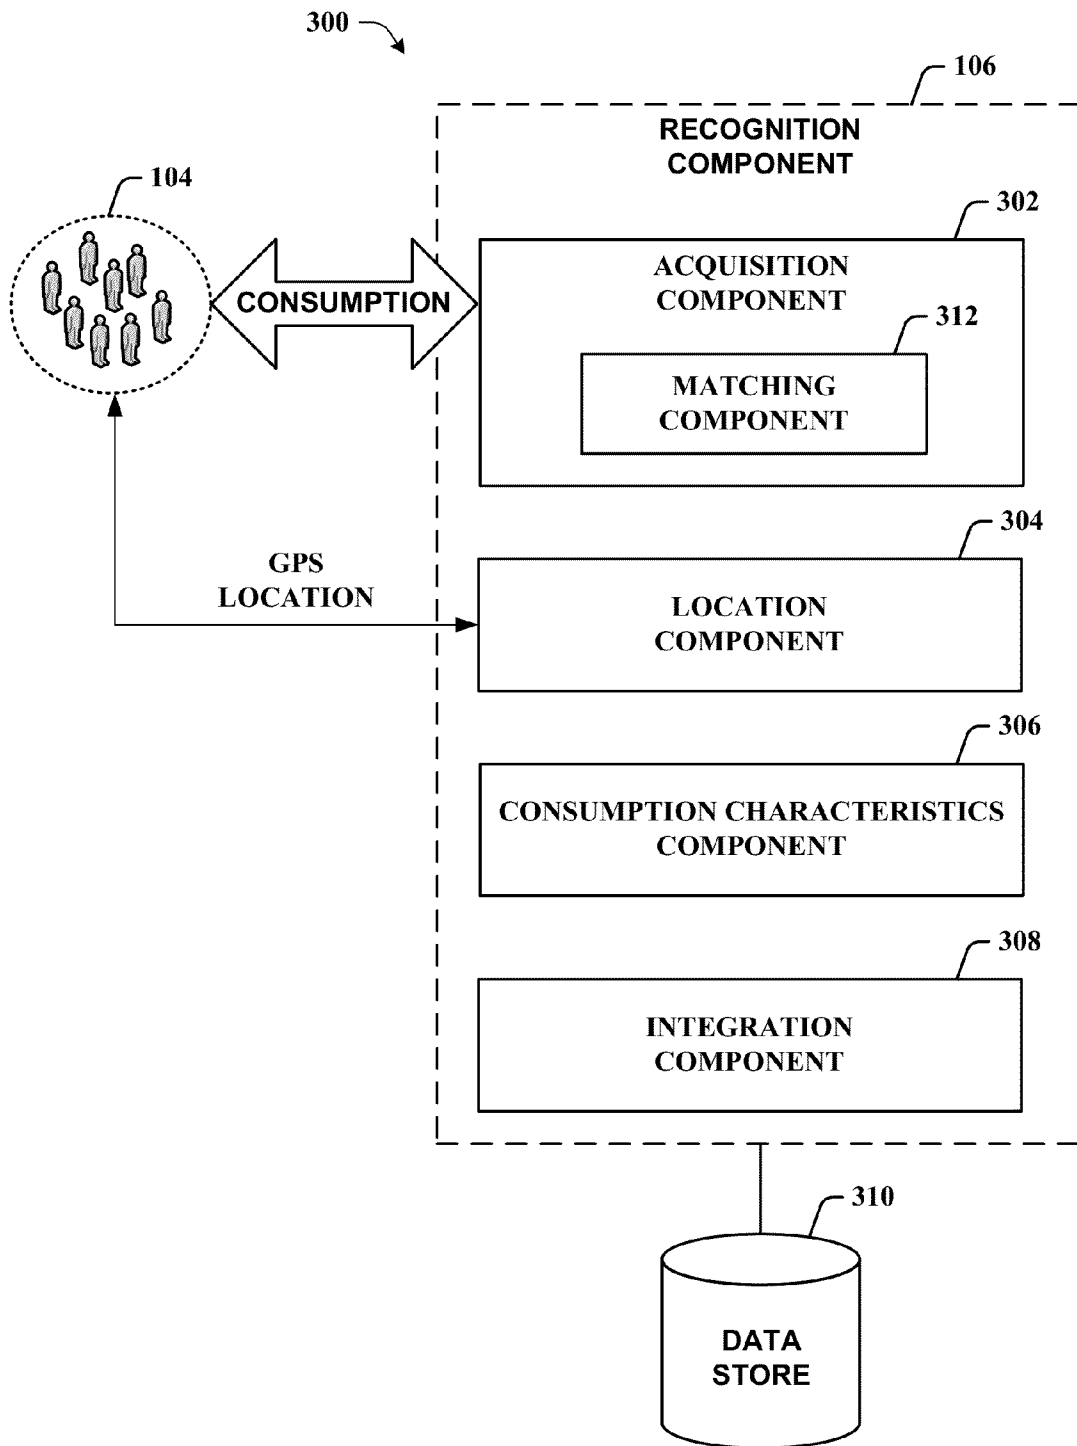 300
106
RECOGNITION
COMPONENT
104
302
ACQUISITION
COMPONENT
CONSUMPTION
312
MATCHING
COMPONENT
304
GPS
LOCATION
LOCATION
COMPONENT
306
CONSUMPTION CHARACTERISTICS
COMPONENT
308
INTEGRATION
COMPONENT
310
DATA
STORE